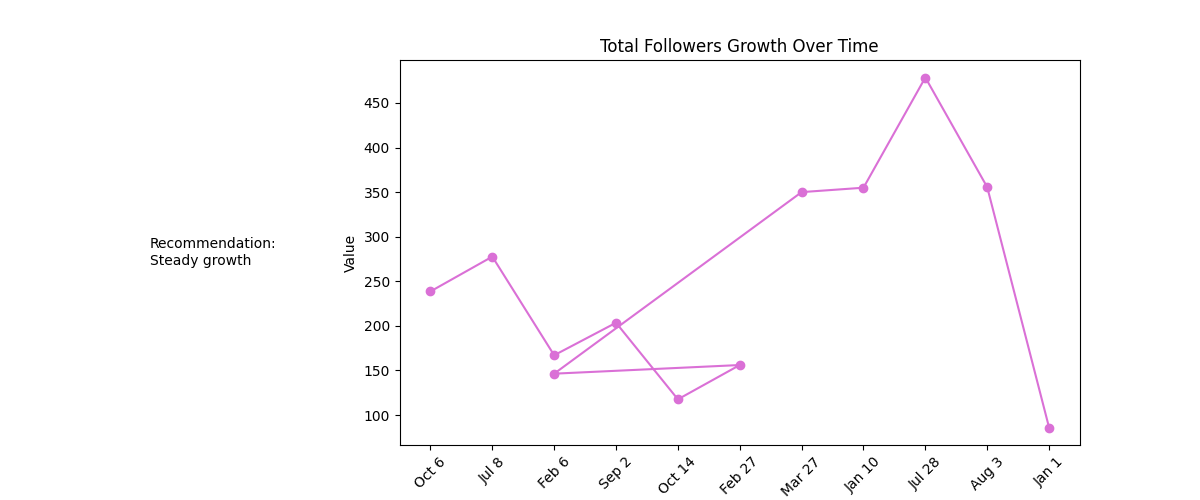 Total Followers Growth Over Time
Recommendation:
Steady growth
Value
450
400
350
300
250
200
150
100
Oct 6
Jul 8
Feb 6
Sep 2
Oct 14
Feb 27
Mar 27
Jan 10
Jul 28
Aug 3
Jan 1